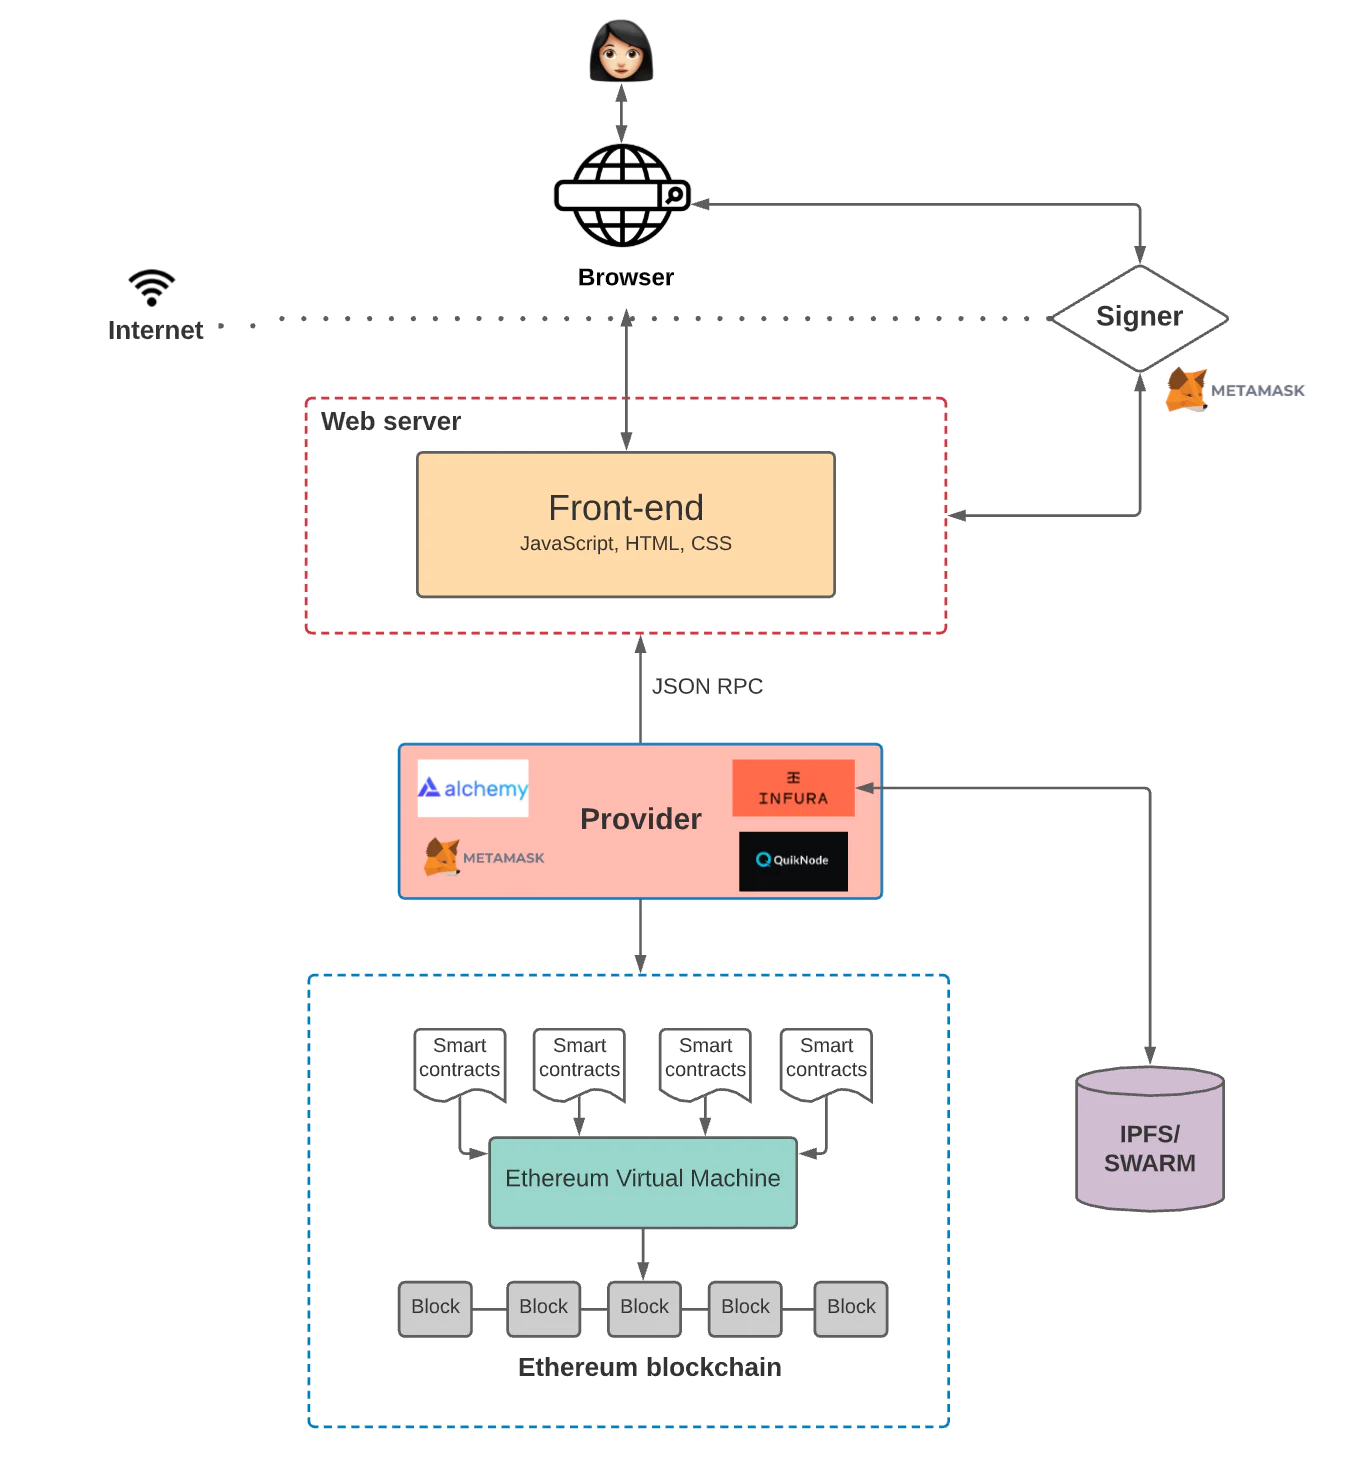 Browser
Internet
Signer
METAMASK
Web server
Front-end
JavaScript, HTML, CSS
JSON RPC
alchemy
INFURA
Provider
METAMASK
QuikNode
Smart
contracts
Smart
contracts
Smart
contracts
Smart
contracts
Ethereum Virtual Machine
IPFS/
SWARM
Block
Block
Block
Block
Block
Ethereum blockchain